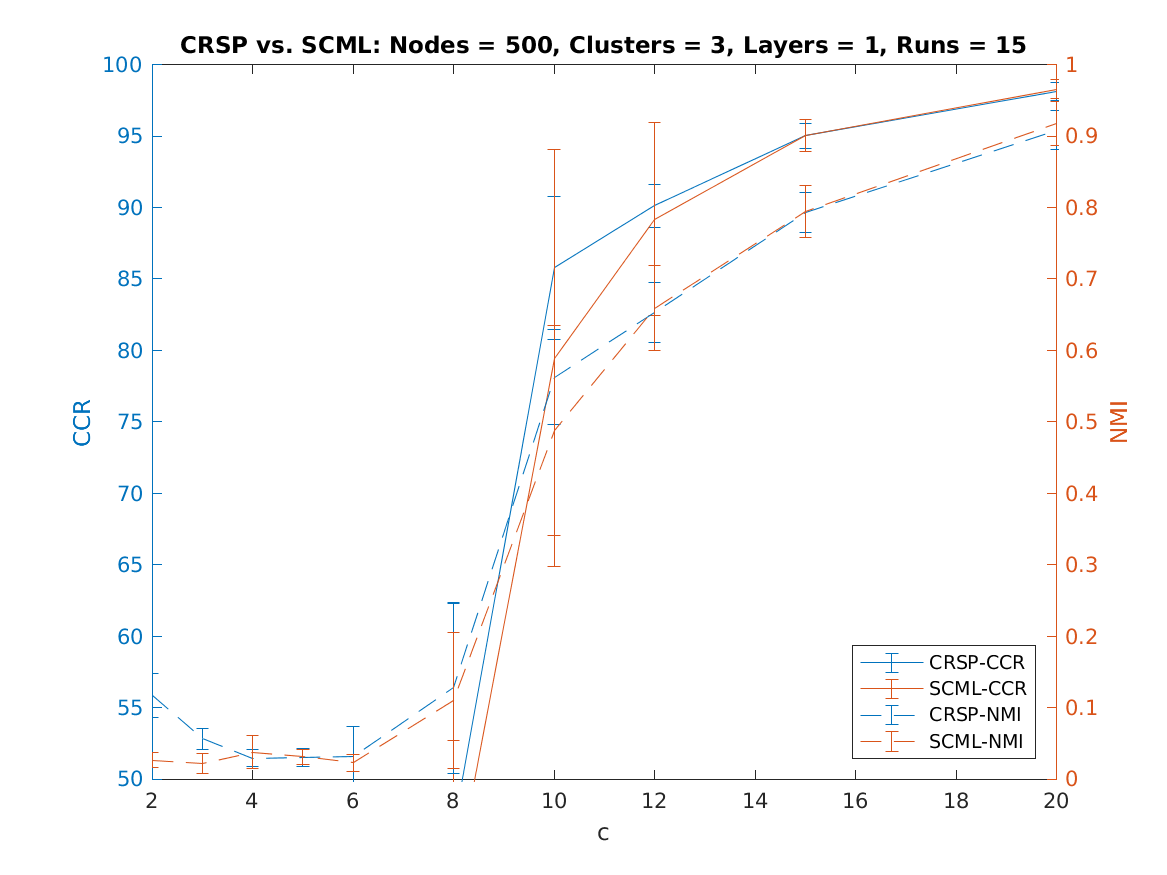 CRSP vs. SCML: Nodes = 500, Clusters = 3, Layers = 1, Runs = 15
100
95
90
85
80
75
70
65
60
55
50
CCR
1
0.9
0.8
0.7
0.6
0.5
0.4
0.3
0.2
0.1
0
NMI
CRSP-CCR
SCML-CCR
CRSP-NMI
SCML-NMI
2 4 6 8 10 12 14 16 18 20
c